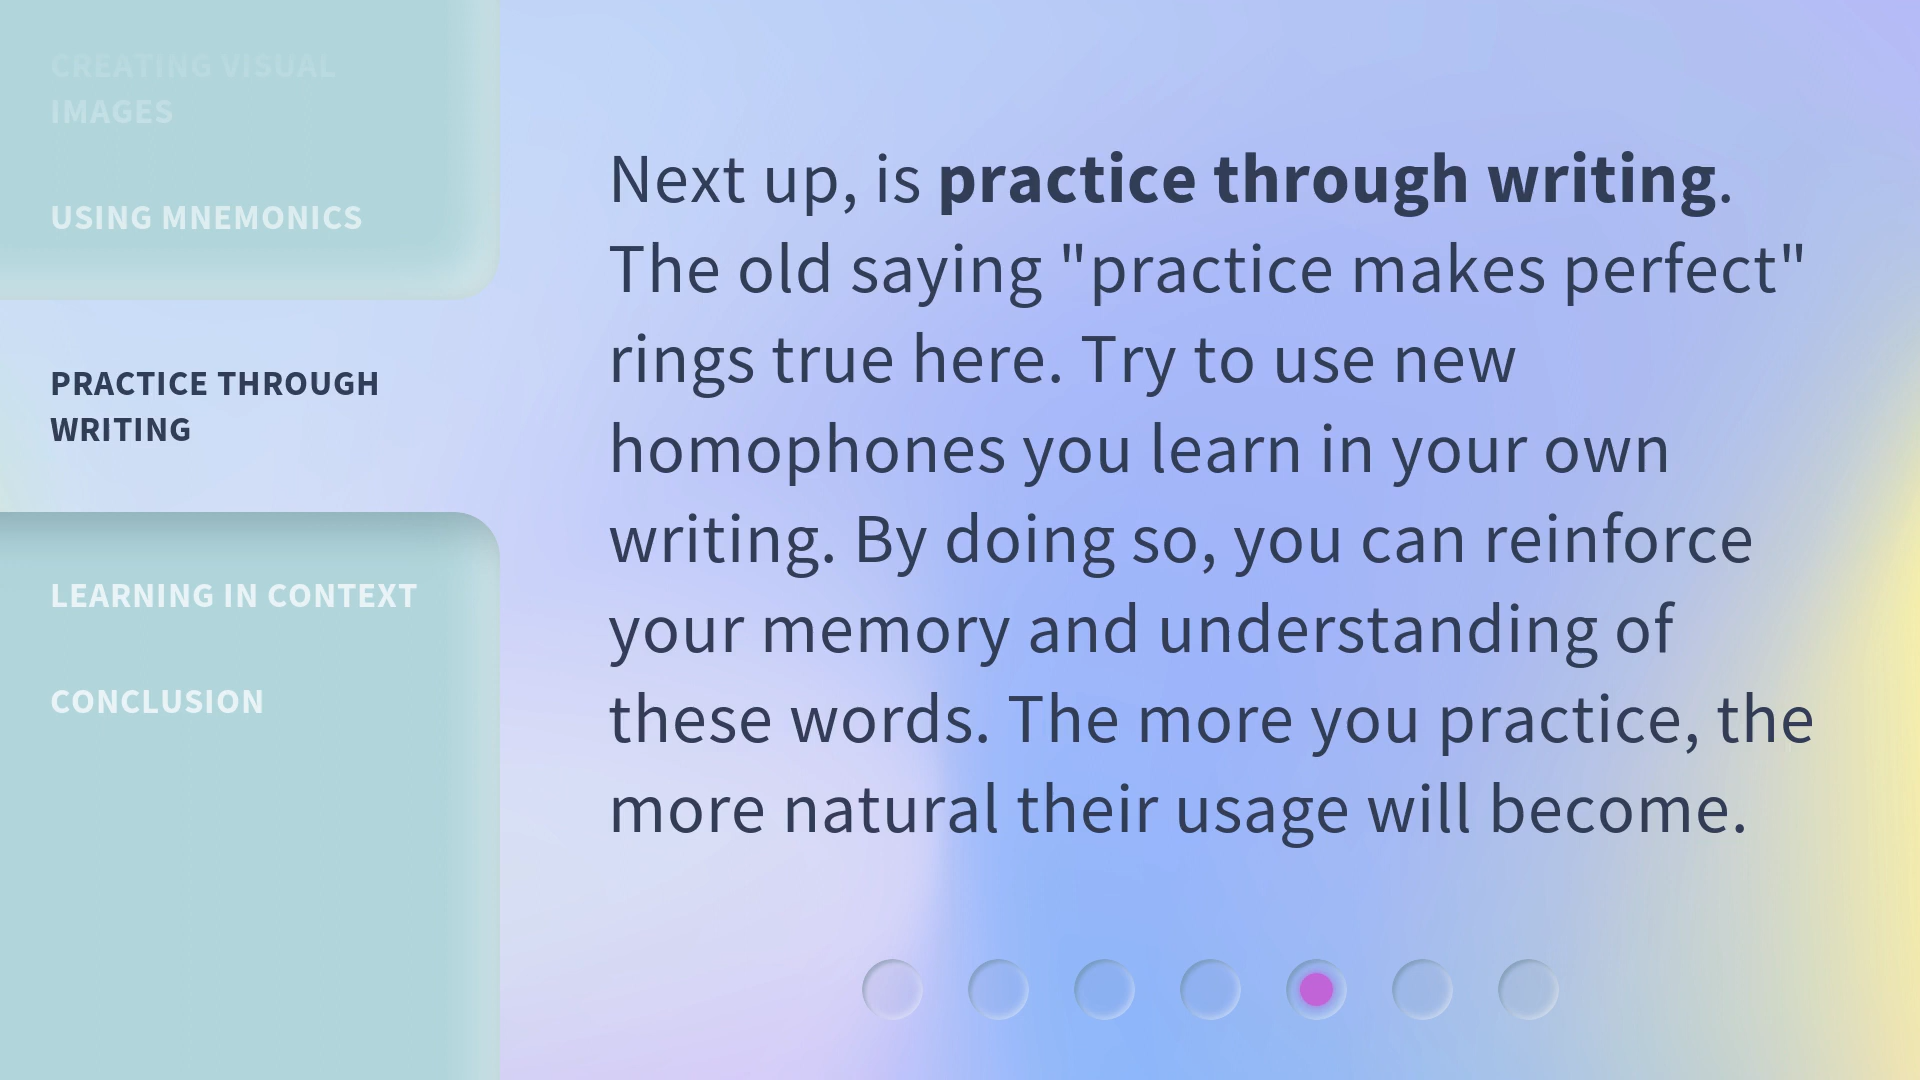 CREATING VISUAL
IMAGES
USING MNEMONICS
PRACTICE THROUGH
WRITING
LEARNING IN CONTEXT
CONCLUSION
Next up, is practice through writing.
The old saying "practice makes perfect"
rings true here. Try to use new
homophones you learn in your own
writing. By doing so, you can reinforce
your memory and understanding of
these words. The more you practice, the
more natural their usage will become.